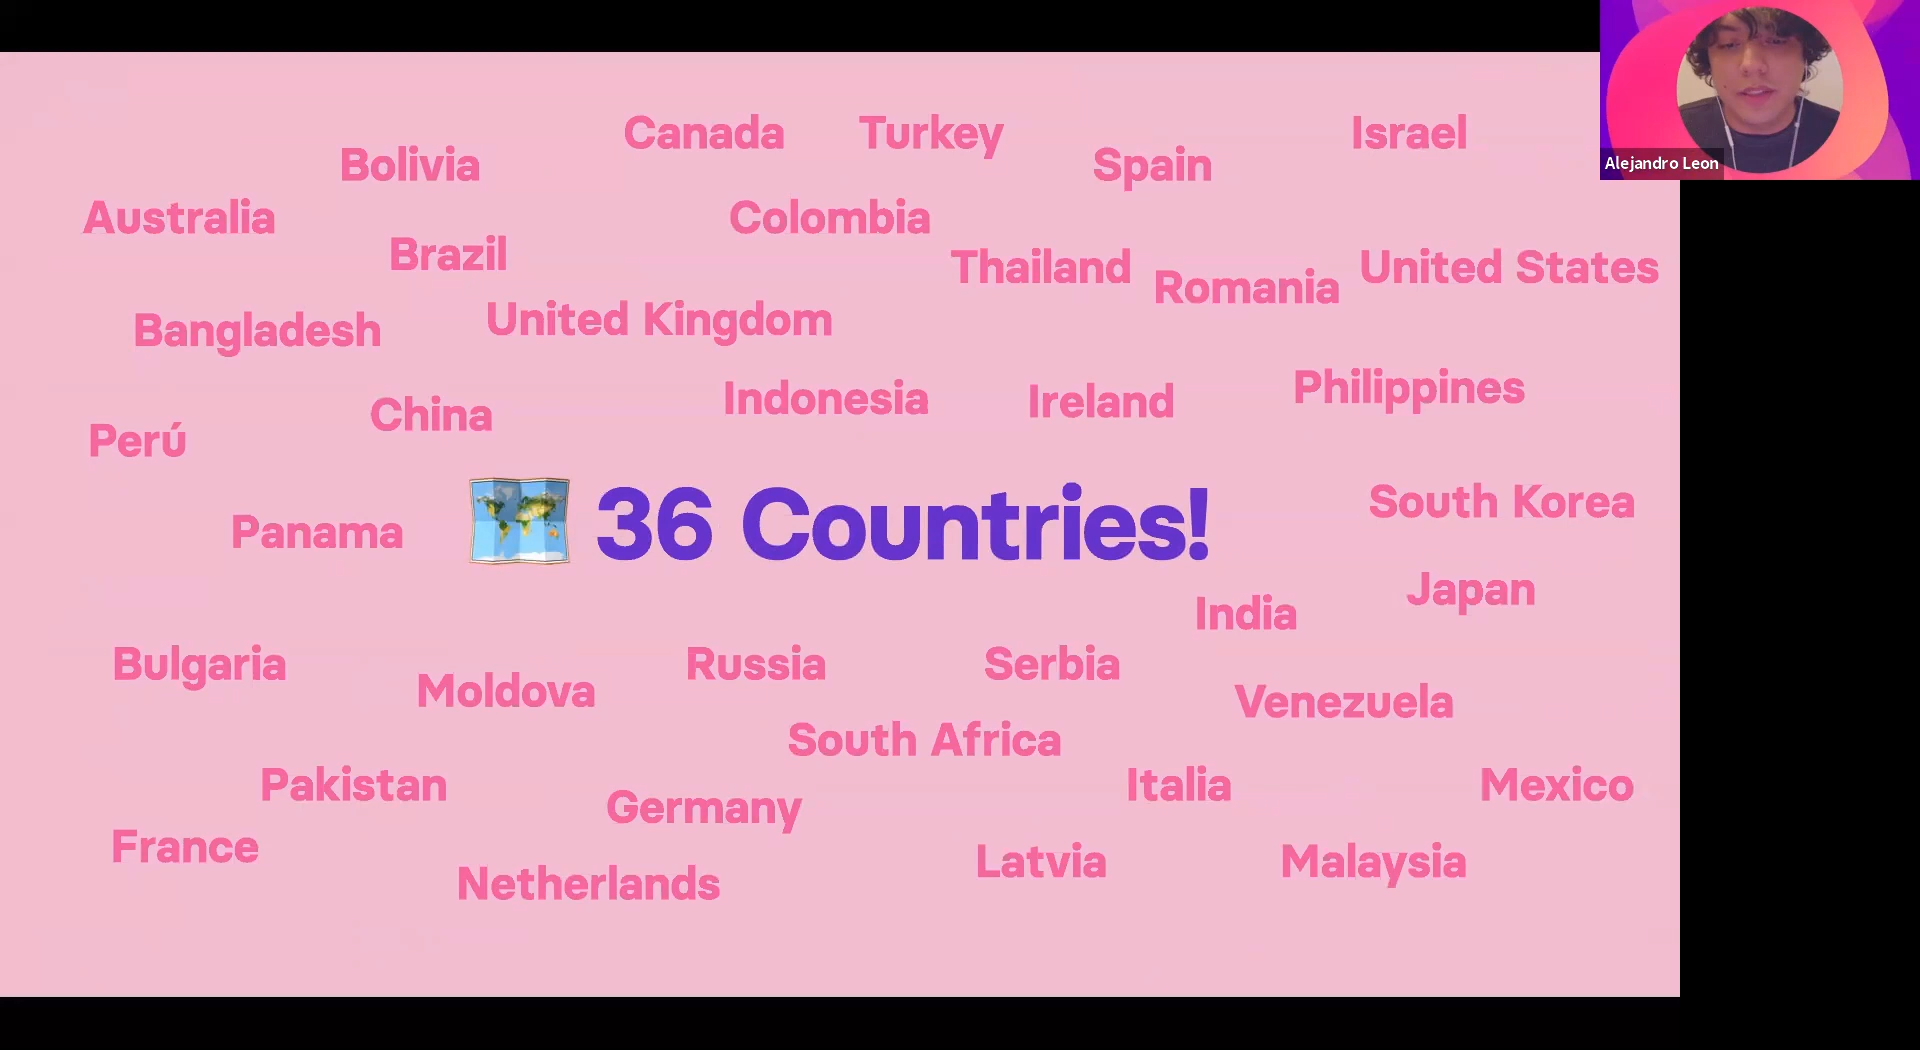 Canada
Turkey
Israel
Bolivia
Spain
Alejandro Leon
Australia
Colombia
Brazil
Thailand
United States
Romania
United Kingdom
Bangladesh
Philippines
Indonesia
Ireland
China
Perú
South Korea
36 Countries!
Panama
Japan
India
Bulgaria
Russia
Serbia
Moldova
Venezuela
South Africa
Pakistan
Italia
Mexico
Germany
France
Latvia
Malaysia
Netherlands